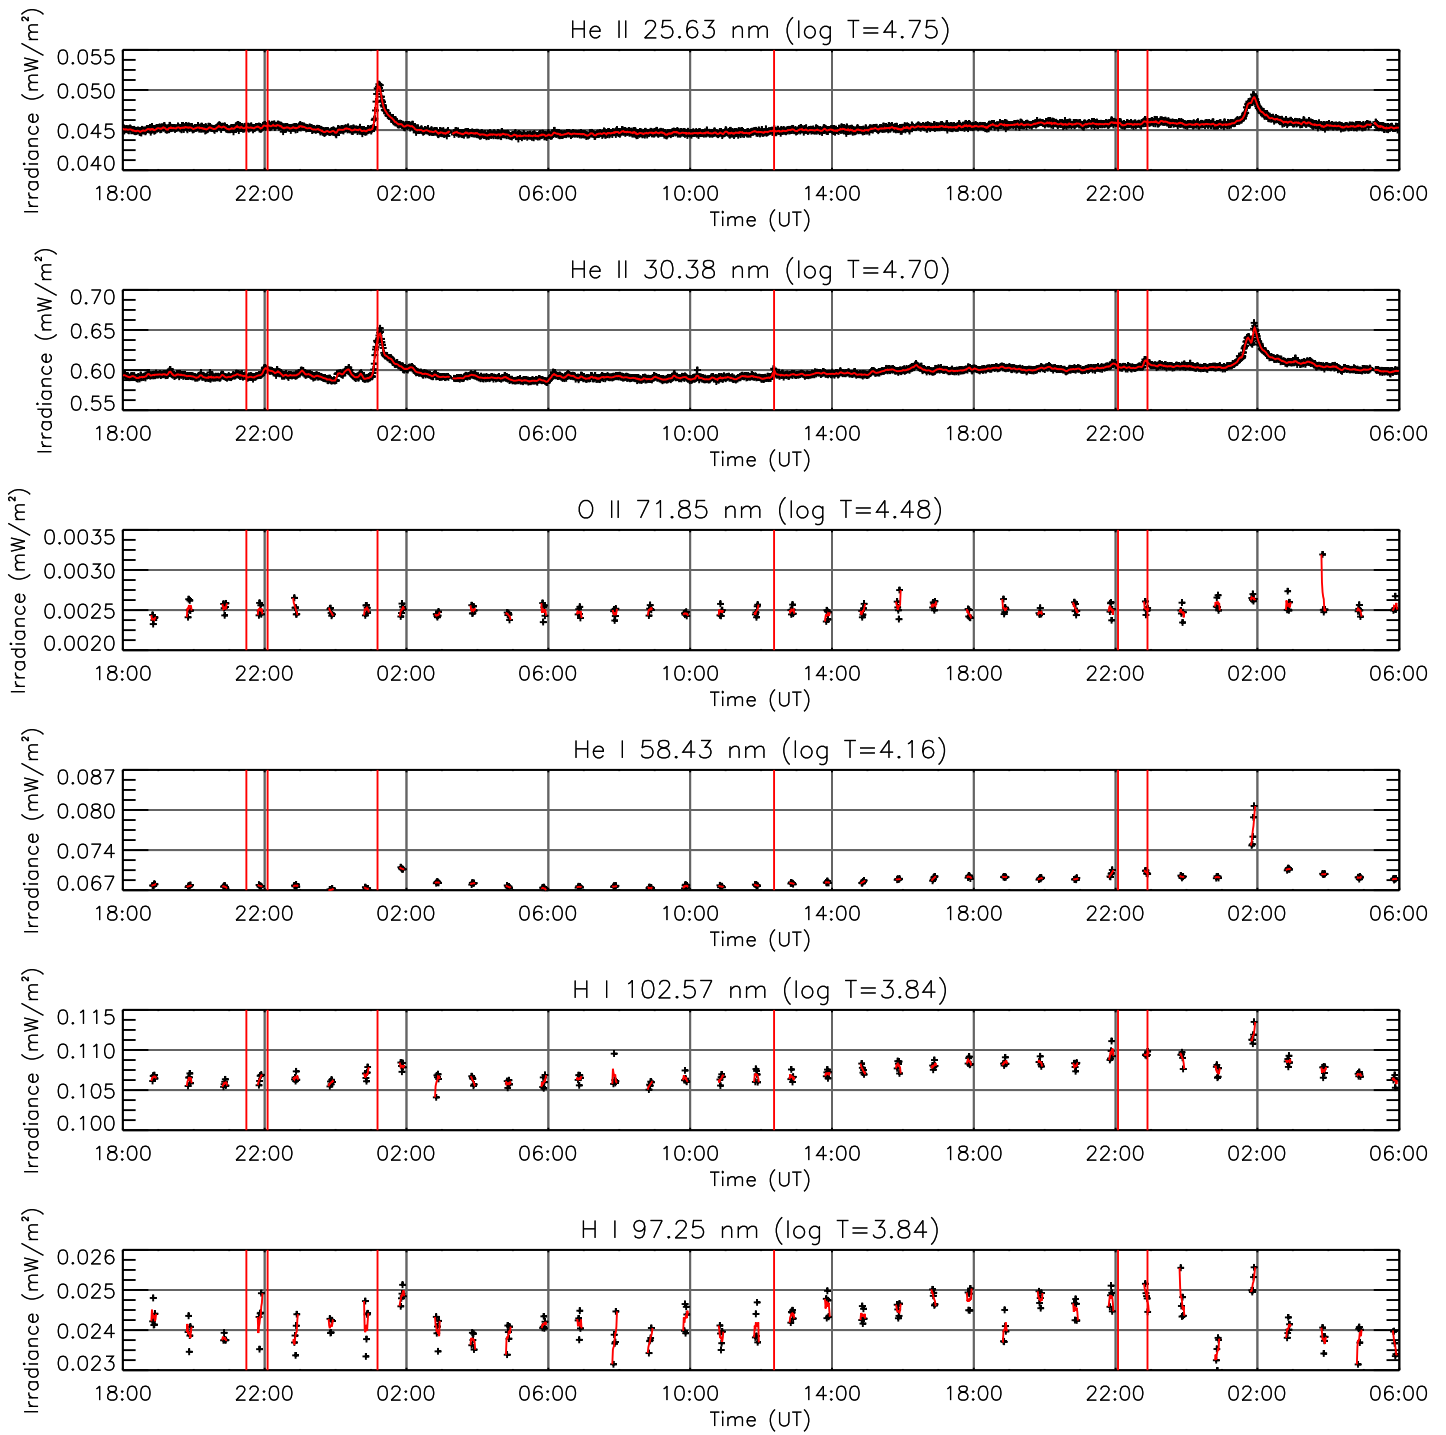 He II 25.63 nm (log T=4.75)
Irradiance (mW/m²)
0.055
0.050
0.045
0.040
18:00 22:00 02:00 06:00 10:00 14:00 18:00 22:00 02:00 06:00
Time (UT)
He II 30.38 nm (log T=4.70)
Irradiance (mW/m²)
0.70
0.65
0.60
0.55
18:00 22:00 02:00 06:00 10:00 14:00 18:00 22:00 02:00 06:00
Time (UT)
O II 71.85 nm (log T=4.48)
Irradiance (mW/m²)
0.0035
0.0030
0.0025
0.0020
18:00 22:00 02:00 06:00 10:00 14:00 18:00 22:00 02:00 06:00
Time (UT)
He I 58.43 nm (log T=4.16)
Irradiance (mW/m²)
0.087
0.080
0.074
0.067
18:00 22:00 02:00 06:00 10:00 14:00 18:00 22:00 02:00 06:00
Time (UT)
H I 102.57 nm (log T=3.84)
Irradiance (mW/m²)
0.115
0.110
0.105
0.100
18:00 22:00 02:00 06:00 10:00 14:00 18:00 22:00 02:00 06:00
Time (UT)
H I 97.25 nm (log T=3.84)
Irradiance (mW/m²)
0.026
0.025
0.024
0.023
18:00 22:00 02:00 06:00 10:00 14:00 18:00 22:00 02:00 06:00
Time (UT)